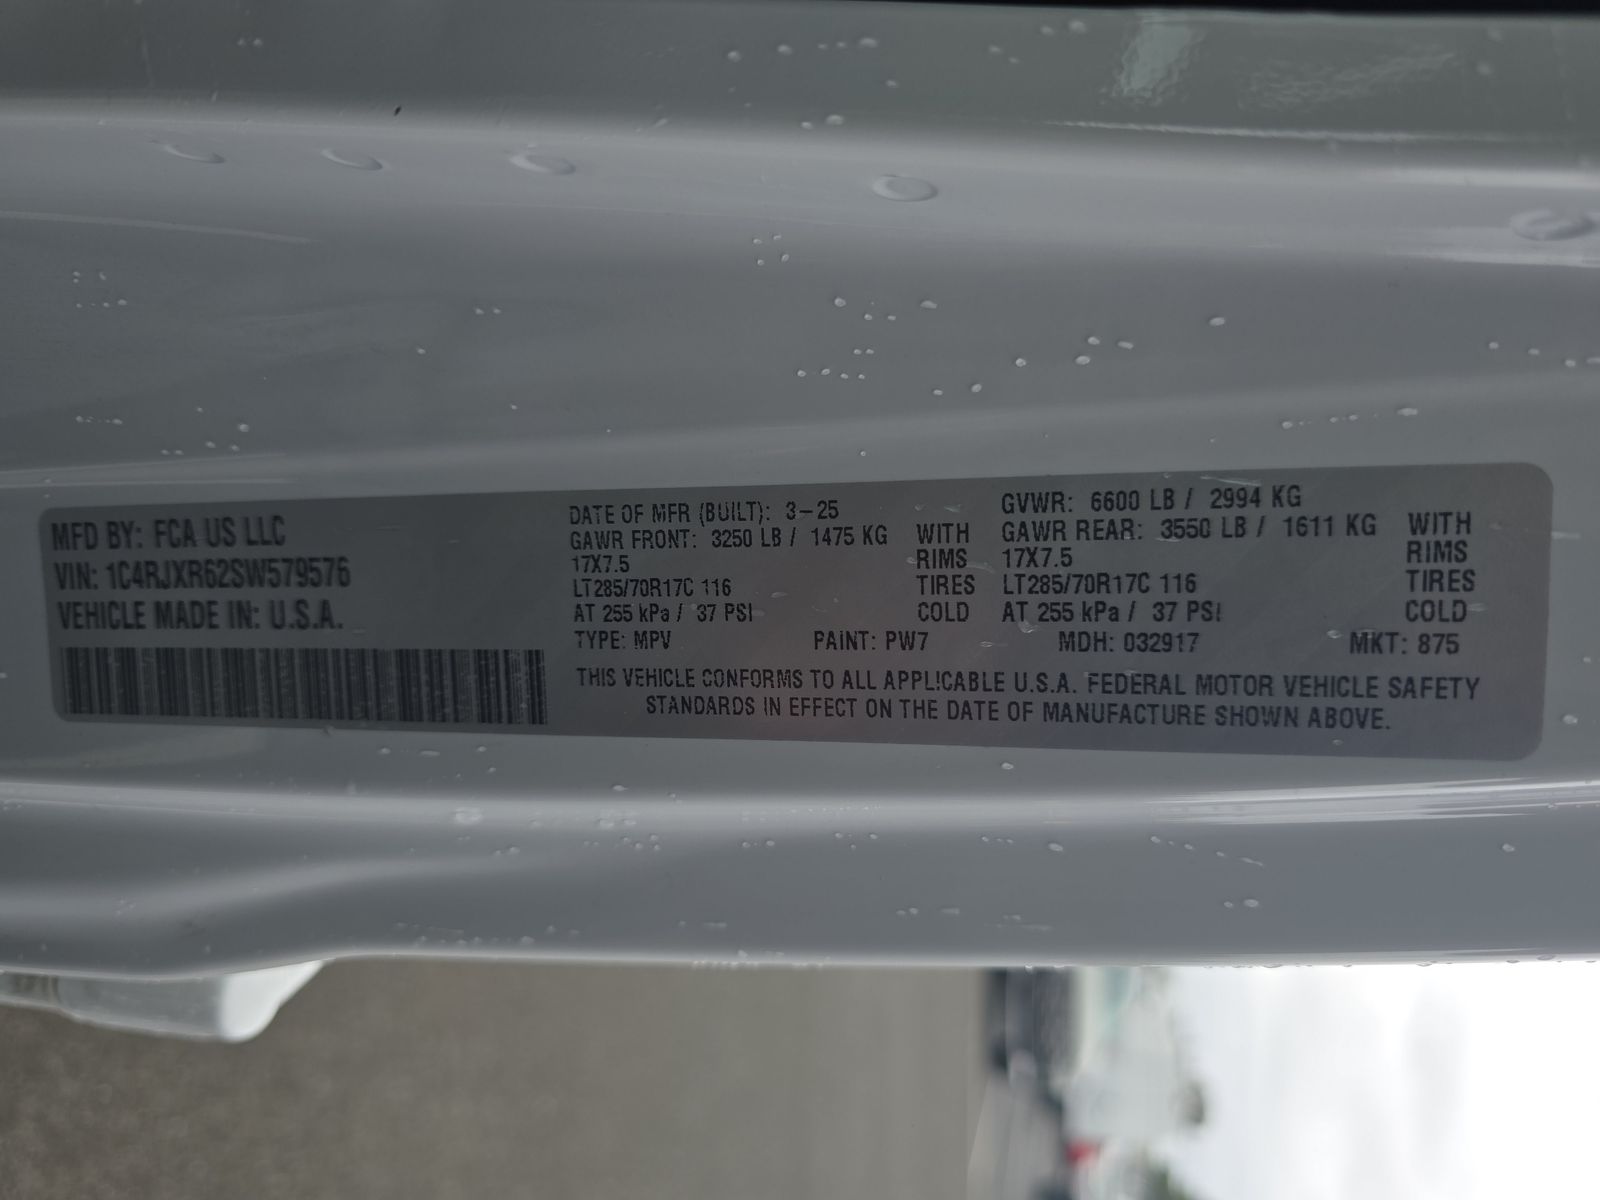 MFD BY: FCA US LLC
VIN: 1C4RJXR62SW579576
VEHICLE MADE IN: U.S.A.
DATE OF MFR (BUILT): 3-25
GAWR FRONT: 3250 LB / 1475 KG WITH
17X7.5 RIMS
LT285/70R17C 116 TIRES
AT 255 kPa / 37 PSI COLD
GVWR: 6600 LB / 2994 KG
GAWR REAR: 3550 LB / 1611 KG WITH
17X7.5 RIMS
LT285/70R17C 116 TIRES
AT 255 kPa / 37 PSI COLD
TYPE: MPV PAINT: PW7 MDH: 032917 MKT: 875
THIS VEHICLE CONFORMS TO ALL APPLICABLE U.S.A. FEDERAL MOTOR VEHICLE SAFETY
STANDARDS IN EFFECT ON THE DATE OF MANUFACTURE SHOWN ABOVE.